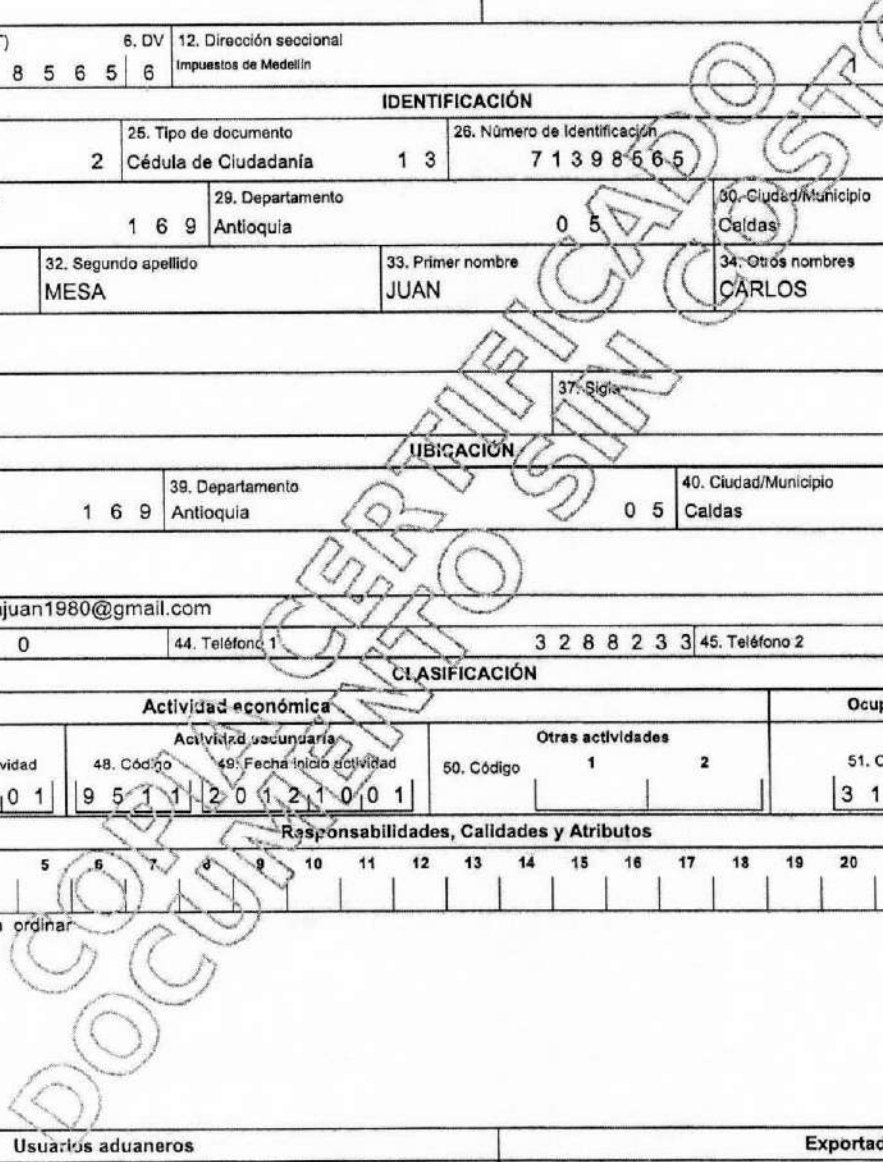 6. DV 12. Dirección seccional
8 5 6 5 6 Impuestos de Medellín
IDENTIFICACIÓN
25. Tipo de documento 26. Número de Identificación
2 Cédula de Ciudadanía 1 3 7 1 3 9 8 5 6 5
29. Departamento 30. Ciudad/Municipio
1 6 9 Antioquia 0 5 Caldas
32. Segundo apellido 33. Primer nombre 34. Otros nombres
MESA JUAN CARLOS
37. Sigla
UBICACIÓN
39. Departamento 40. Ciudad/Municipio
1 6 9 Antioquia 0 5 Caldas
juan1980@gmail.com
0 44. Teléfono 1 3 2 8 8 2 3 3 45. Teléfono 2
CLASIFICACIÓN
Actividad económica Ocup
Actividad secundaria Otras actividades
vidad 48. Código 49. Fecha inicio actividad 50. Código 1 2 51. C
0 1 9 5 1 1 2 0 1 2 1 0 0 1 3 1
Responsabilidades, Calidades y Atributos
5 6 7 8 9 10 11 12 13 14 15 16 17 18 19 20
ordinar
Usuarios aduaneros Exportad
COPIA CERTIFICADO
DOCUMENTO SIN COSTO